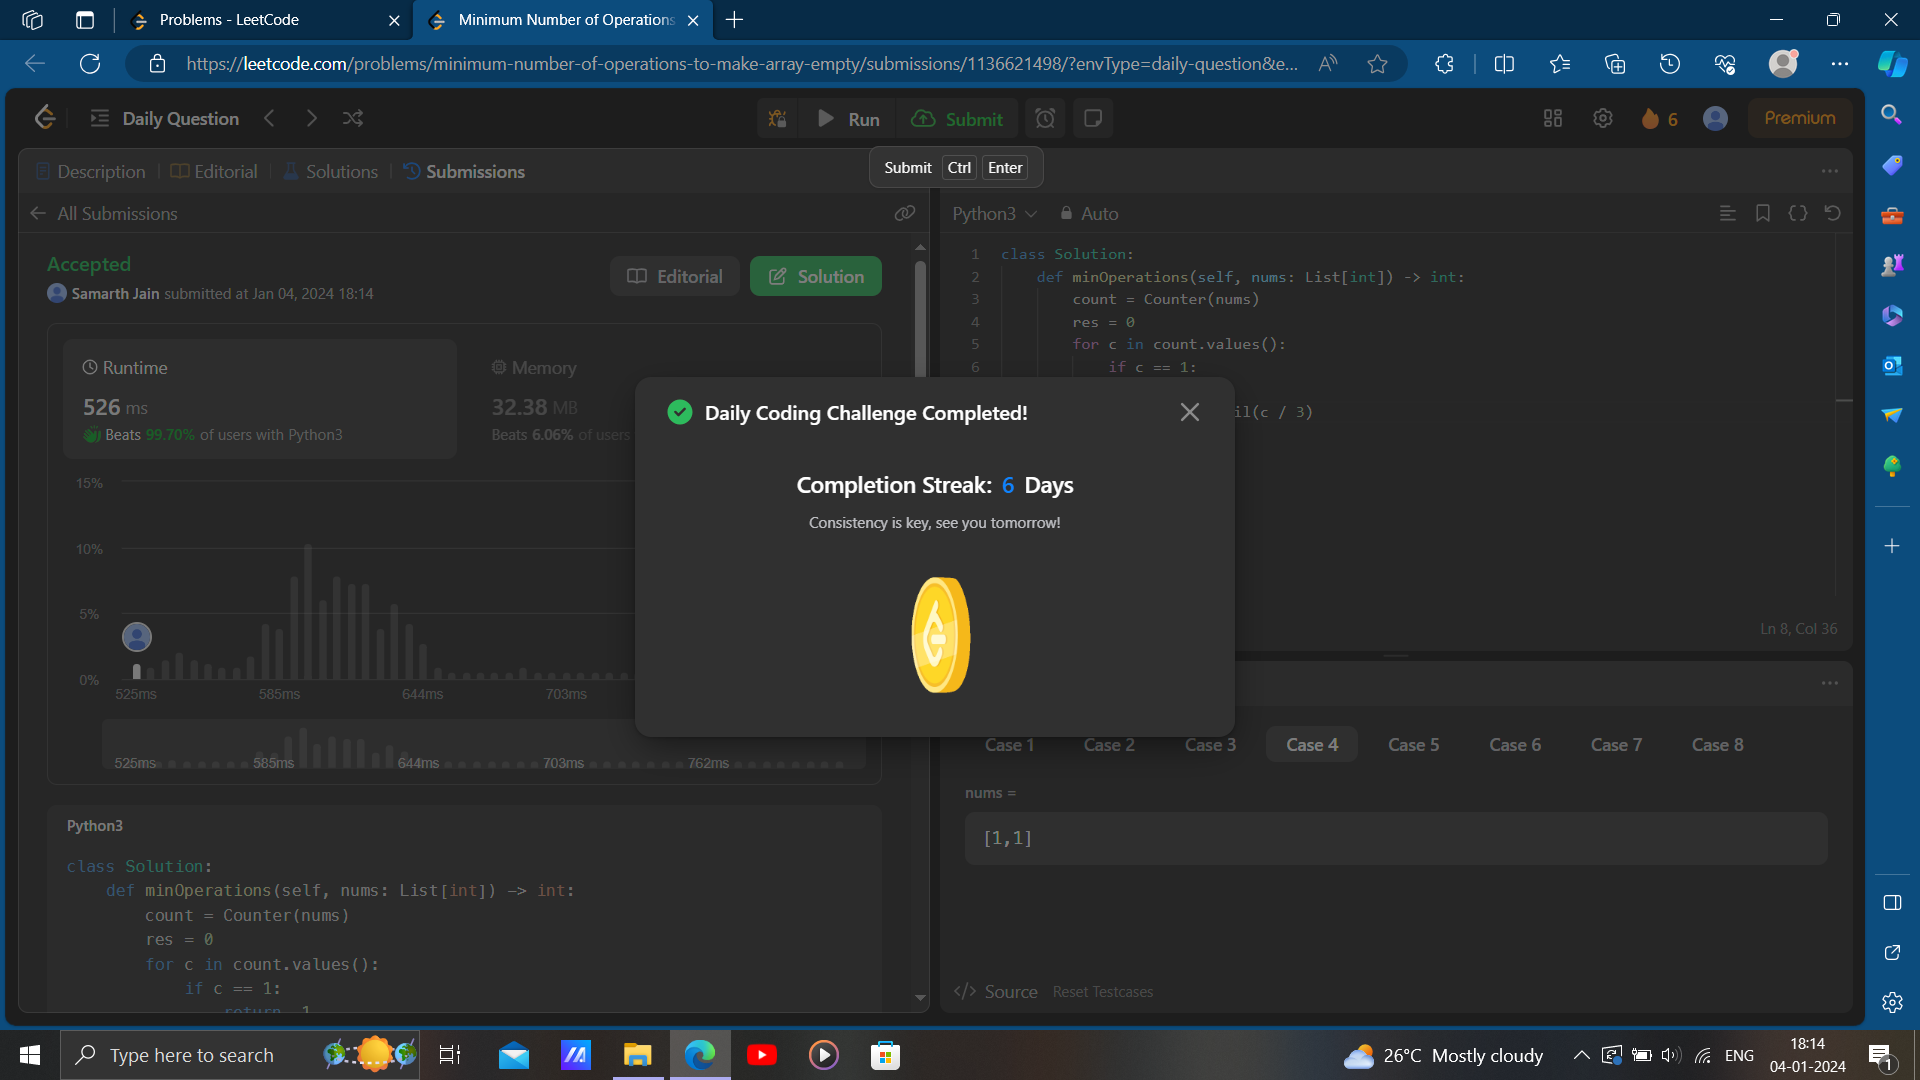 Problems - LeetCode
Minimum Number of Operations
https://leetcode.com/problems/minimum-number-of-operations-to-make-array-empty/submissions/1136621498/?envType=daily-question&e...
Daily Question
Run
Submit
6
Premium
Submit Ctrl Enter
Description
Editorial
Solutions
Submissions
All Submissions
Accepted
Samarth Jain submitted at Jan 04, 2024 18:14
Editorial
Solution
Runtime
526 ms
Beats 99.70% of users with Python3
Memory
32.38 MB
Beats 6.06% of users
15%
10%
5%
0%
525ms 585ms 644ms 703ms
525ms 585ms 644ms 703ms 762ms
Python3
class Solution:
def minOperations(self, nums: List[int]) -> int:
count = Counter(nums)
res = 0
for c in count.values():
if c == 1:
Daily Coding Challenge Completed!
Completion Streak: 6 Days
Consistency is key, see you tomorrow!
Python3
Auto
1 class Solution:
2 def minOperations(self, nums: List[int]) -> int:
3 count = Counter(nums)
4 res = 0
5 for c in count.values():
6 if c == 1:
il(c / 3)
Ln 8, Col 36
Case 1 Case 2 Case 3 Case 4 Case 5 Case 6 Case 7 Case 8
nums =
[1,1]
</> Source Reset Testcases
Type here to search
26°C Mostly cloudy
ENG
18:14
04-01-2024
1